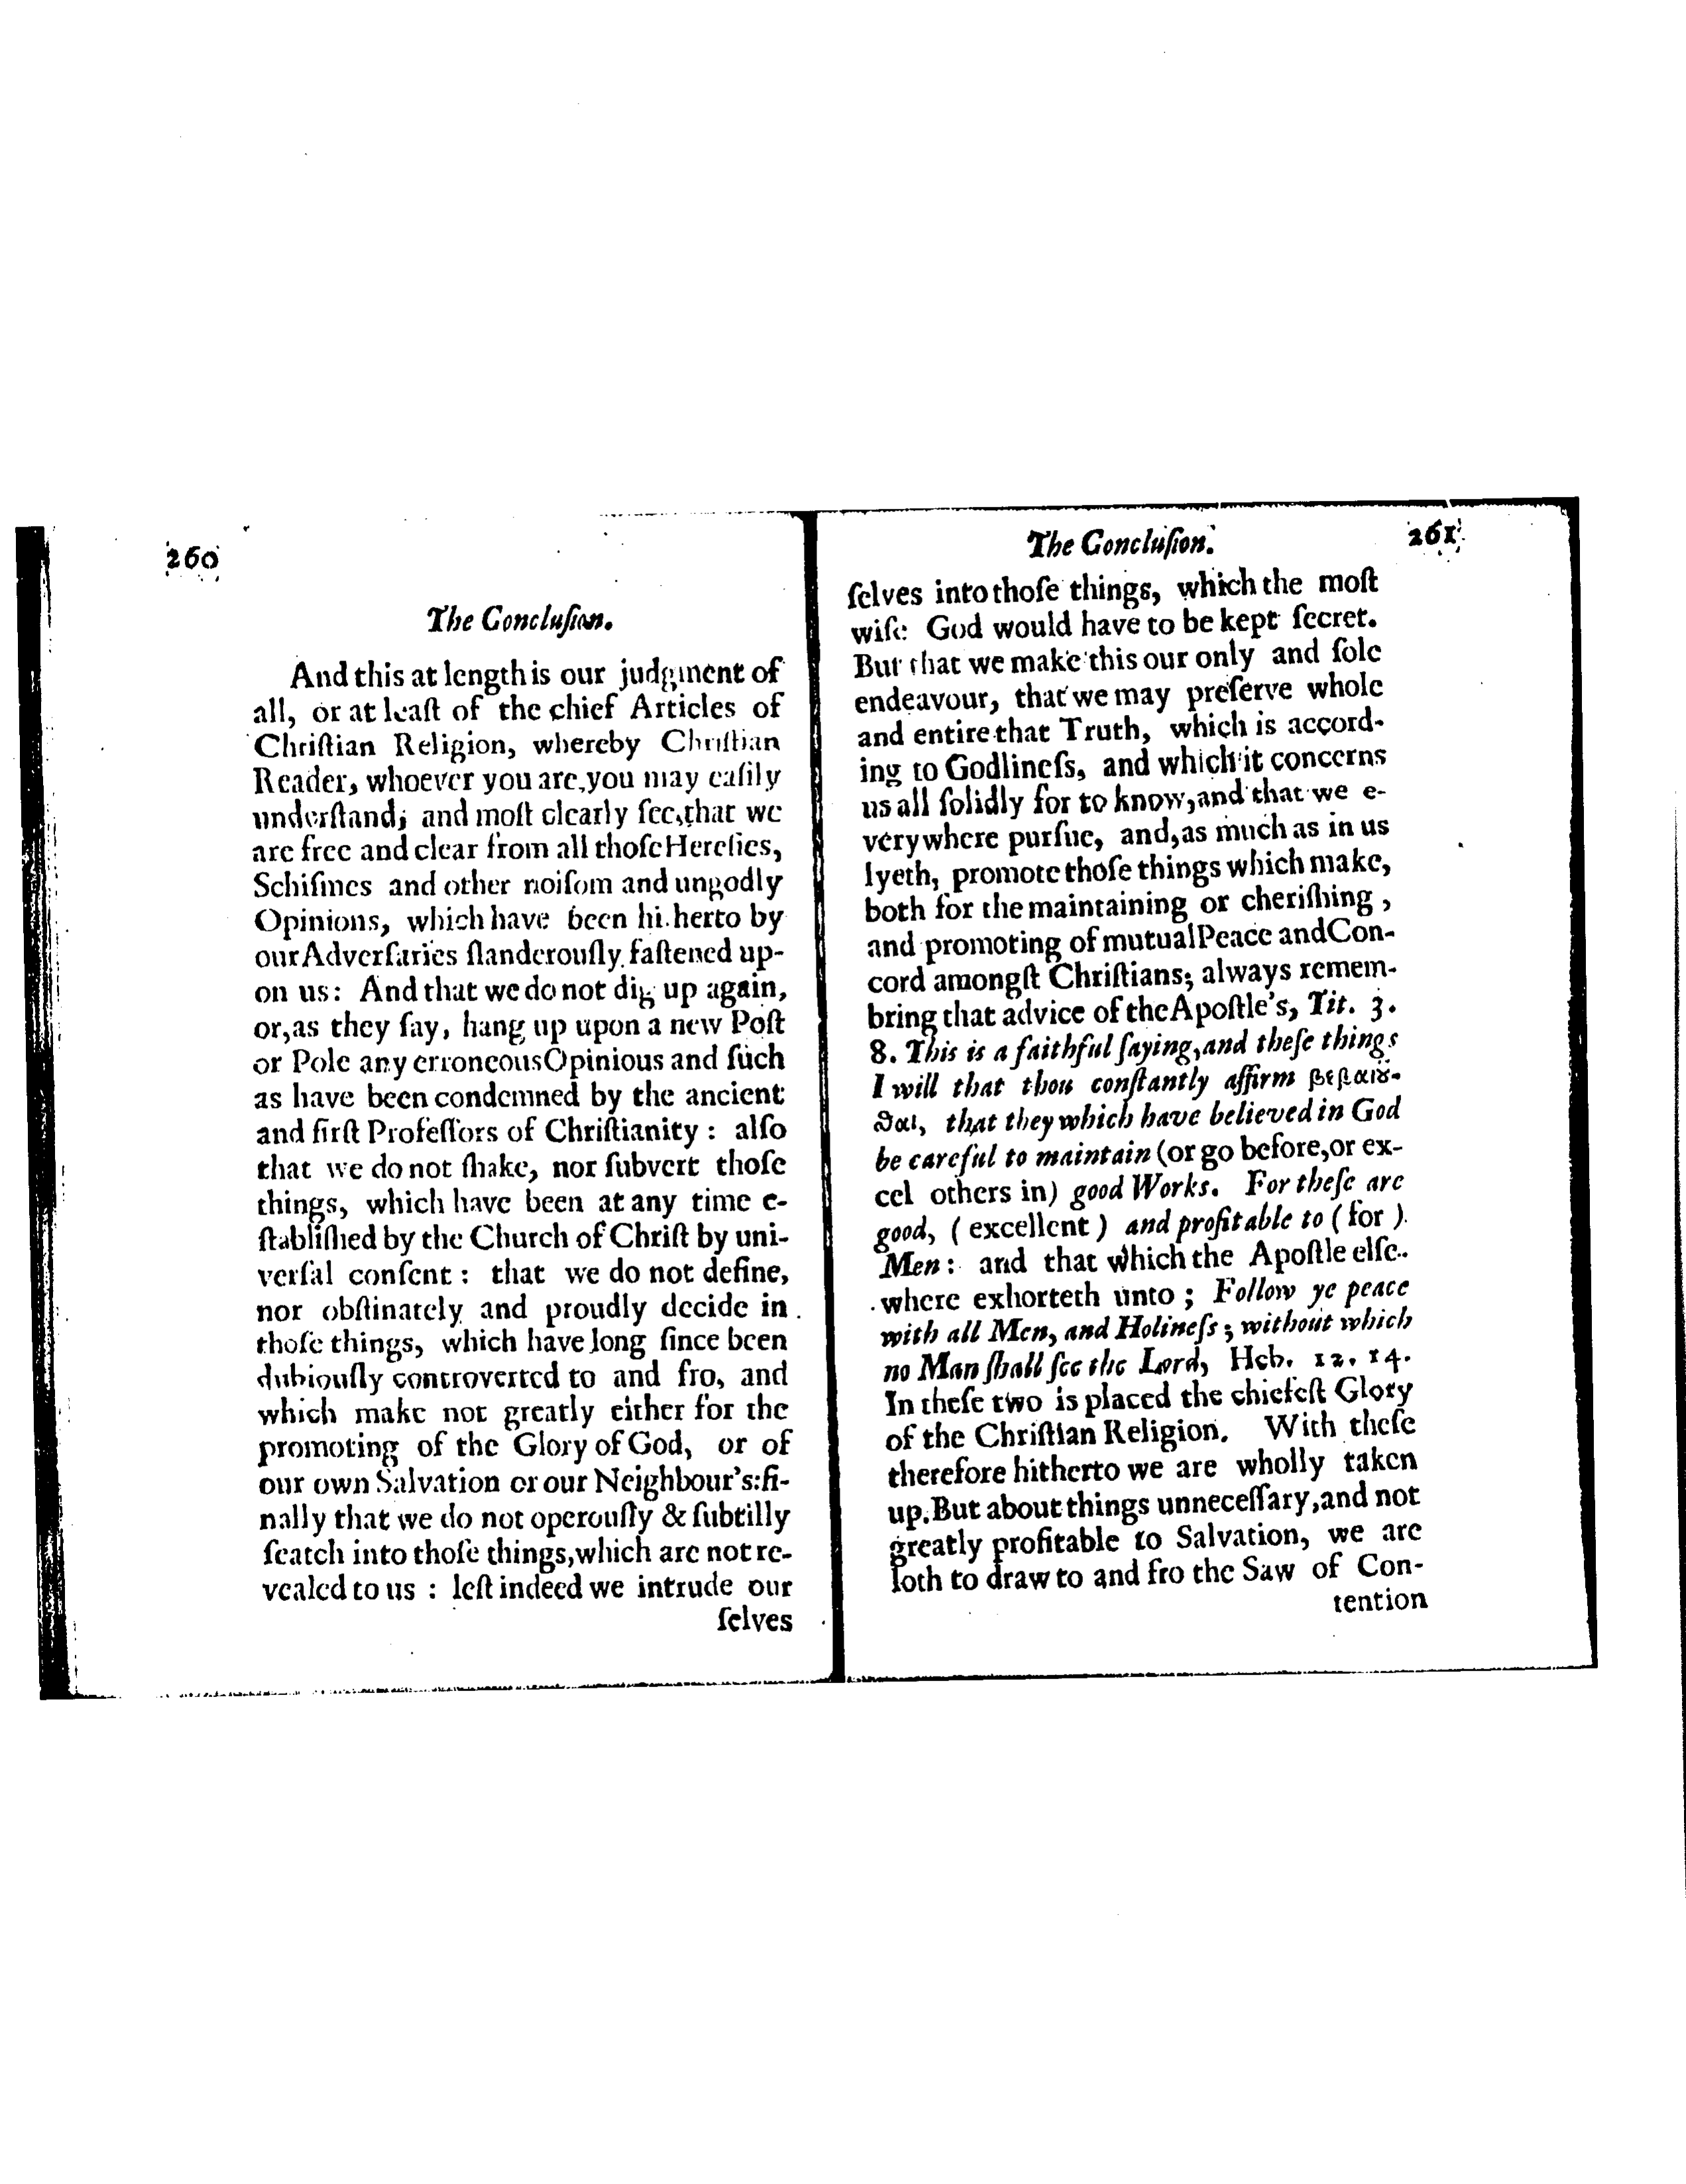 260
The Concluſion.
And this at length is our judgment of
all, or at leaſt of the chief Articles of
Chriſtian Religion, whereby Chriſtian
Reader, whoever you are, you may eaſily
underſtand; and moſt clearly ſee, that we
are free and clear from all thoſe Hereſies,
Schiſmes and other noiſom and ungodly
Opinions, which have been hi.herto by
our Adverſaries ſlanderouſly faſtened up-
on us: And that we do not dig up again,
or, as they ſay, hang up upon a new Poſt
or Pole any erroneous Opinious and ſuch
as have been condemned by the ancient
and firſt Profeſſors of Chriſtianity: alſo
that we do not ſhake, nor ſubvert thoſe
things, which have been at any time e-
ſtabliſhed by the Church of Chriſt by uni-
verſal conſent: that we do not define,
nor obſtinately and proudly decide in
thoſe things, which have long ſince been
dubiouſly controverted to and fro, and
which make not greatly either for the
promoting of the Glory of God, or of
our own Salvation or our Neighbour's: fi-
nally that we do not operouſly & ſubtilly
ſeatch into thoſe things, which are not re-
vealed to us: leſt indeed we intrude our
ſelves
The Concluſion. 261
ſelves into thoſe things, which the moſt
wiſe: God would have to be kept ſecret.
But that we make this our only and ſole
endeavour, that we may preſerve whole
and entire that Truth, which is accord-
ing to Godlineſs, and which it concerns
us all ſolidly for to know, and that we e-
verywhere purſue, and, as much as in us
lyeth, promote thoſe things which make,
both for the maintaining or cheriſhing,
and promoting of mutual Peace and Con-
cord amongſt Chriſtians; always remem-
bring that advice of the Apoſtle's, Tit. 3.
8. This is a faithful ſaying, and theſe things
I will that thou conſtantly affirm βεβαιȣ-
ϑαι, that they which have believed in God
be careful to maintain (or go before, or ex-
cel others in) good Works. For theſe are
good, (excellent) and profitable to (for)
Men: and that which the Apoſtle elſe-
where exhorteth unto; Follow ye peace
with all Men, and Holineſs; without which
no Man ſhall ſee the Lord, Heb. 12. 14.
In theſe two is placed the chiefeſt Glory
of the Chriſtian Religion. With theſe
therefore hitherto we are wholly taken
up. But about things unneceſſary, and not
greatly profitable to Salvation, we are
loth to draw to and fro the Saw of Con-
tention